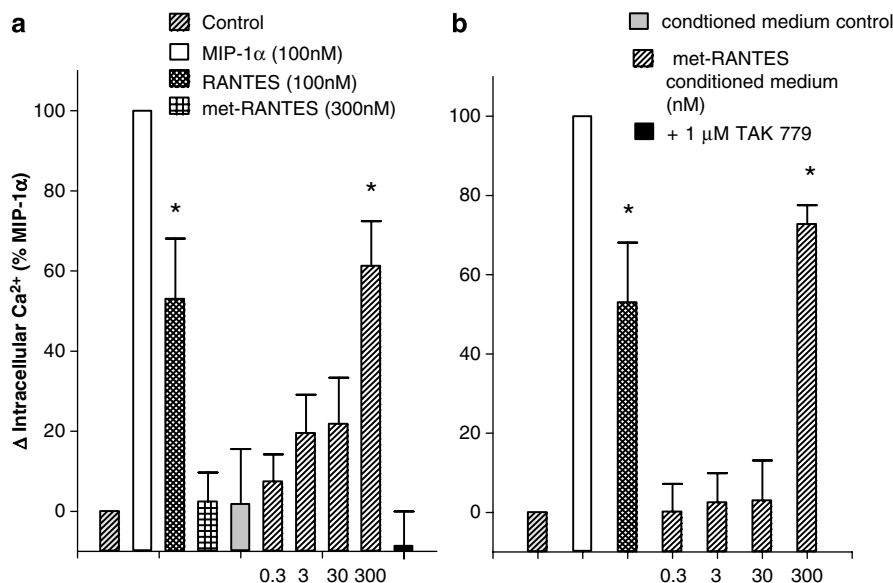 a
Control
MIP-1α (100nM)
RANTES (100nM)
met-RANTES (300nM)
Δ Intracellular Ca²⁺ (% MIP-1α)
100
80
60
40
20
0
*
*
0.3 3 30 300
b
condtioned medium control
met-RANTES
conditioned medium
(nM)
+ 1 μM TAK 779
100
80
60
40
20
0
*
*
0.3 3 30 300